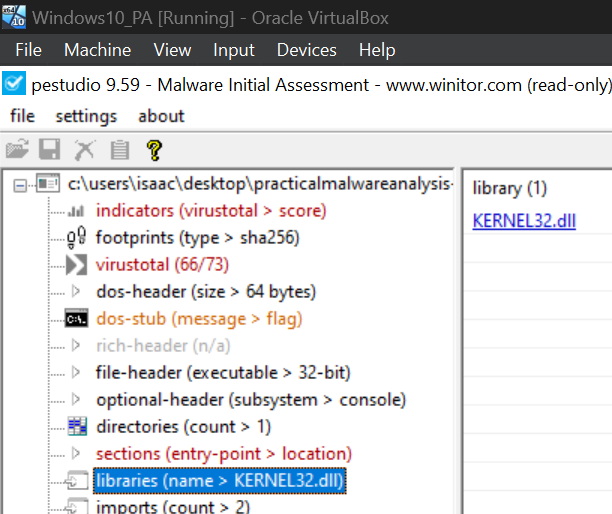 Windows10_PA [Running] - Oracle VirtualBox
File Machine View Input Devices Help
pestudio 9.59 - Malware Initial Assessment - www.winitor.com (read-only)
file settings about
c:\users\isaac\desktop\practicalmalwareanalysis-
indicators (virustotal > score)
footprints (type > sha256)
virustotal (66/73)
dos-header (size > 64 bytes)
dos-stub (message > flag)
rich-header (n/a)
file-header (executable > 32-bit)
optional-header (subsystem > console)
directories (count > 1)
sections (entry-point > location)
libraries (name > KERNEL32.dll)
imports (count > 2)
library (1)
KERNEL32.dll